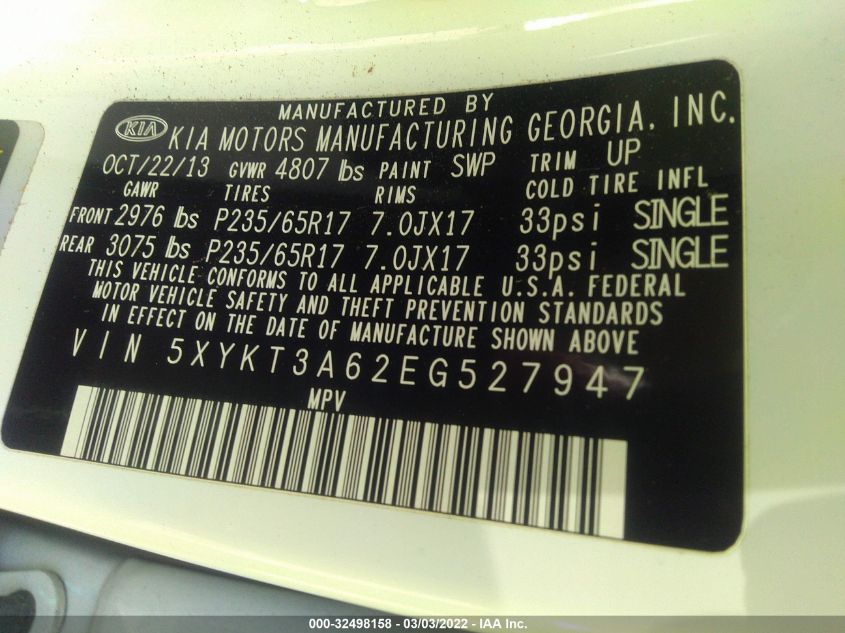 MANUFACTURED BY
KIA KIA MOTORS MANUFACTURING GEORGIA, INC.
OCT/22/13 GVWR 4807 lbs PAINT SWP TRIM UP
GAWR TIRES RIMS COLD TIRE INFL
FRONT 2976 lbs P235/65R17 7.0JX17 33psi SINGLE
REAR 3075 lbs P235/65R17 7.0JX17 33psi SINGLE
THIS VEHICLE CONFORMS TO ALL APPLICABLE U.S.A. FEDERAL
MOTOR VEHICLE SAFETY AND THEFT PREVENTION STANDARDS
IN EFFECT ON THE DATE OF MANUFACTURE SHOWN ABOVE
VIN 5XYKT3A62EG527947
MPV
000-32498158 - 03/03/2022 - IAA Inc.